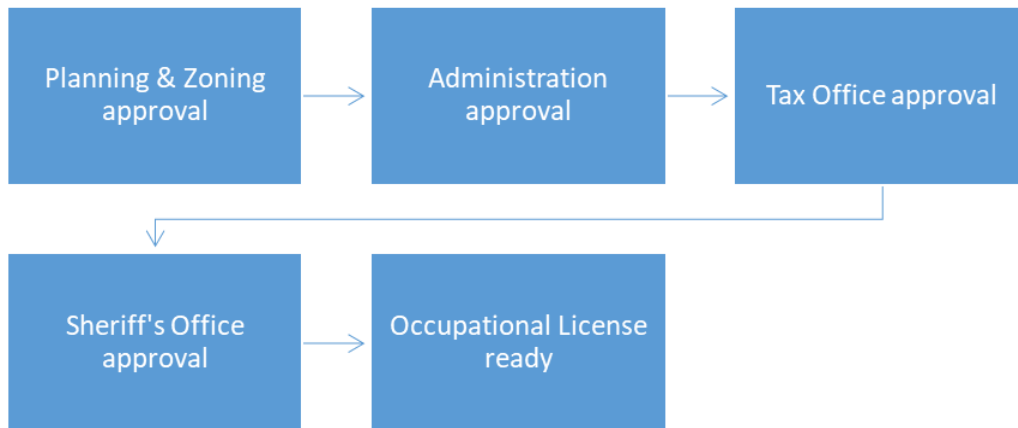 Planning & Zoning
approval
Administration
approval
Tax Office approval
Sheriff's Office
approval
Occupational License
ready